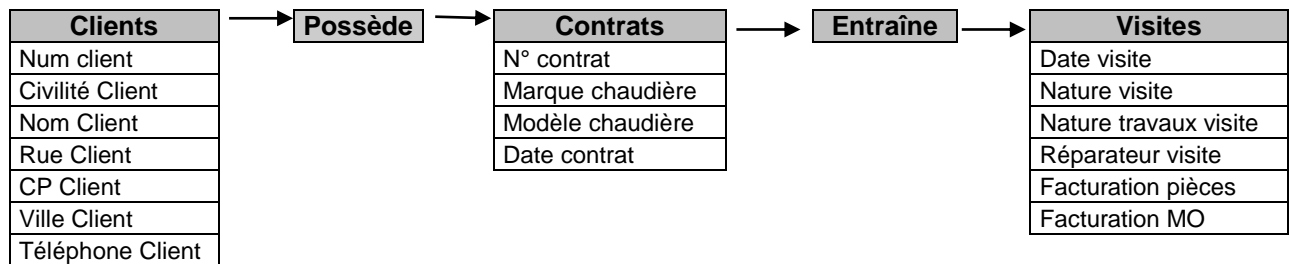 Clients
Num client
Civilité Client
Nom Client
Rue Client
CP Client
Ville Client
Téléphone Client
Possède
Contrats
N° contrat
Marque chaudière
Modèle chaudière
Date contrat
Entraîne
Visites
Date visite
Nature visite
Nature travaux visite
Réparateur visite
Facturation pièces
Facturation MO